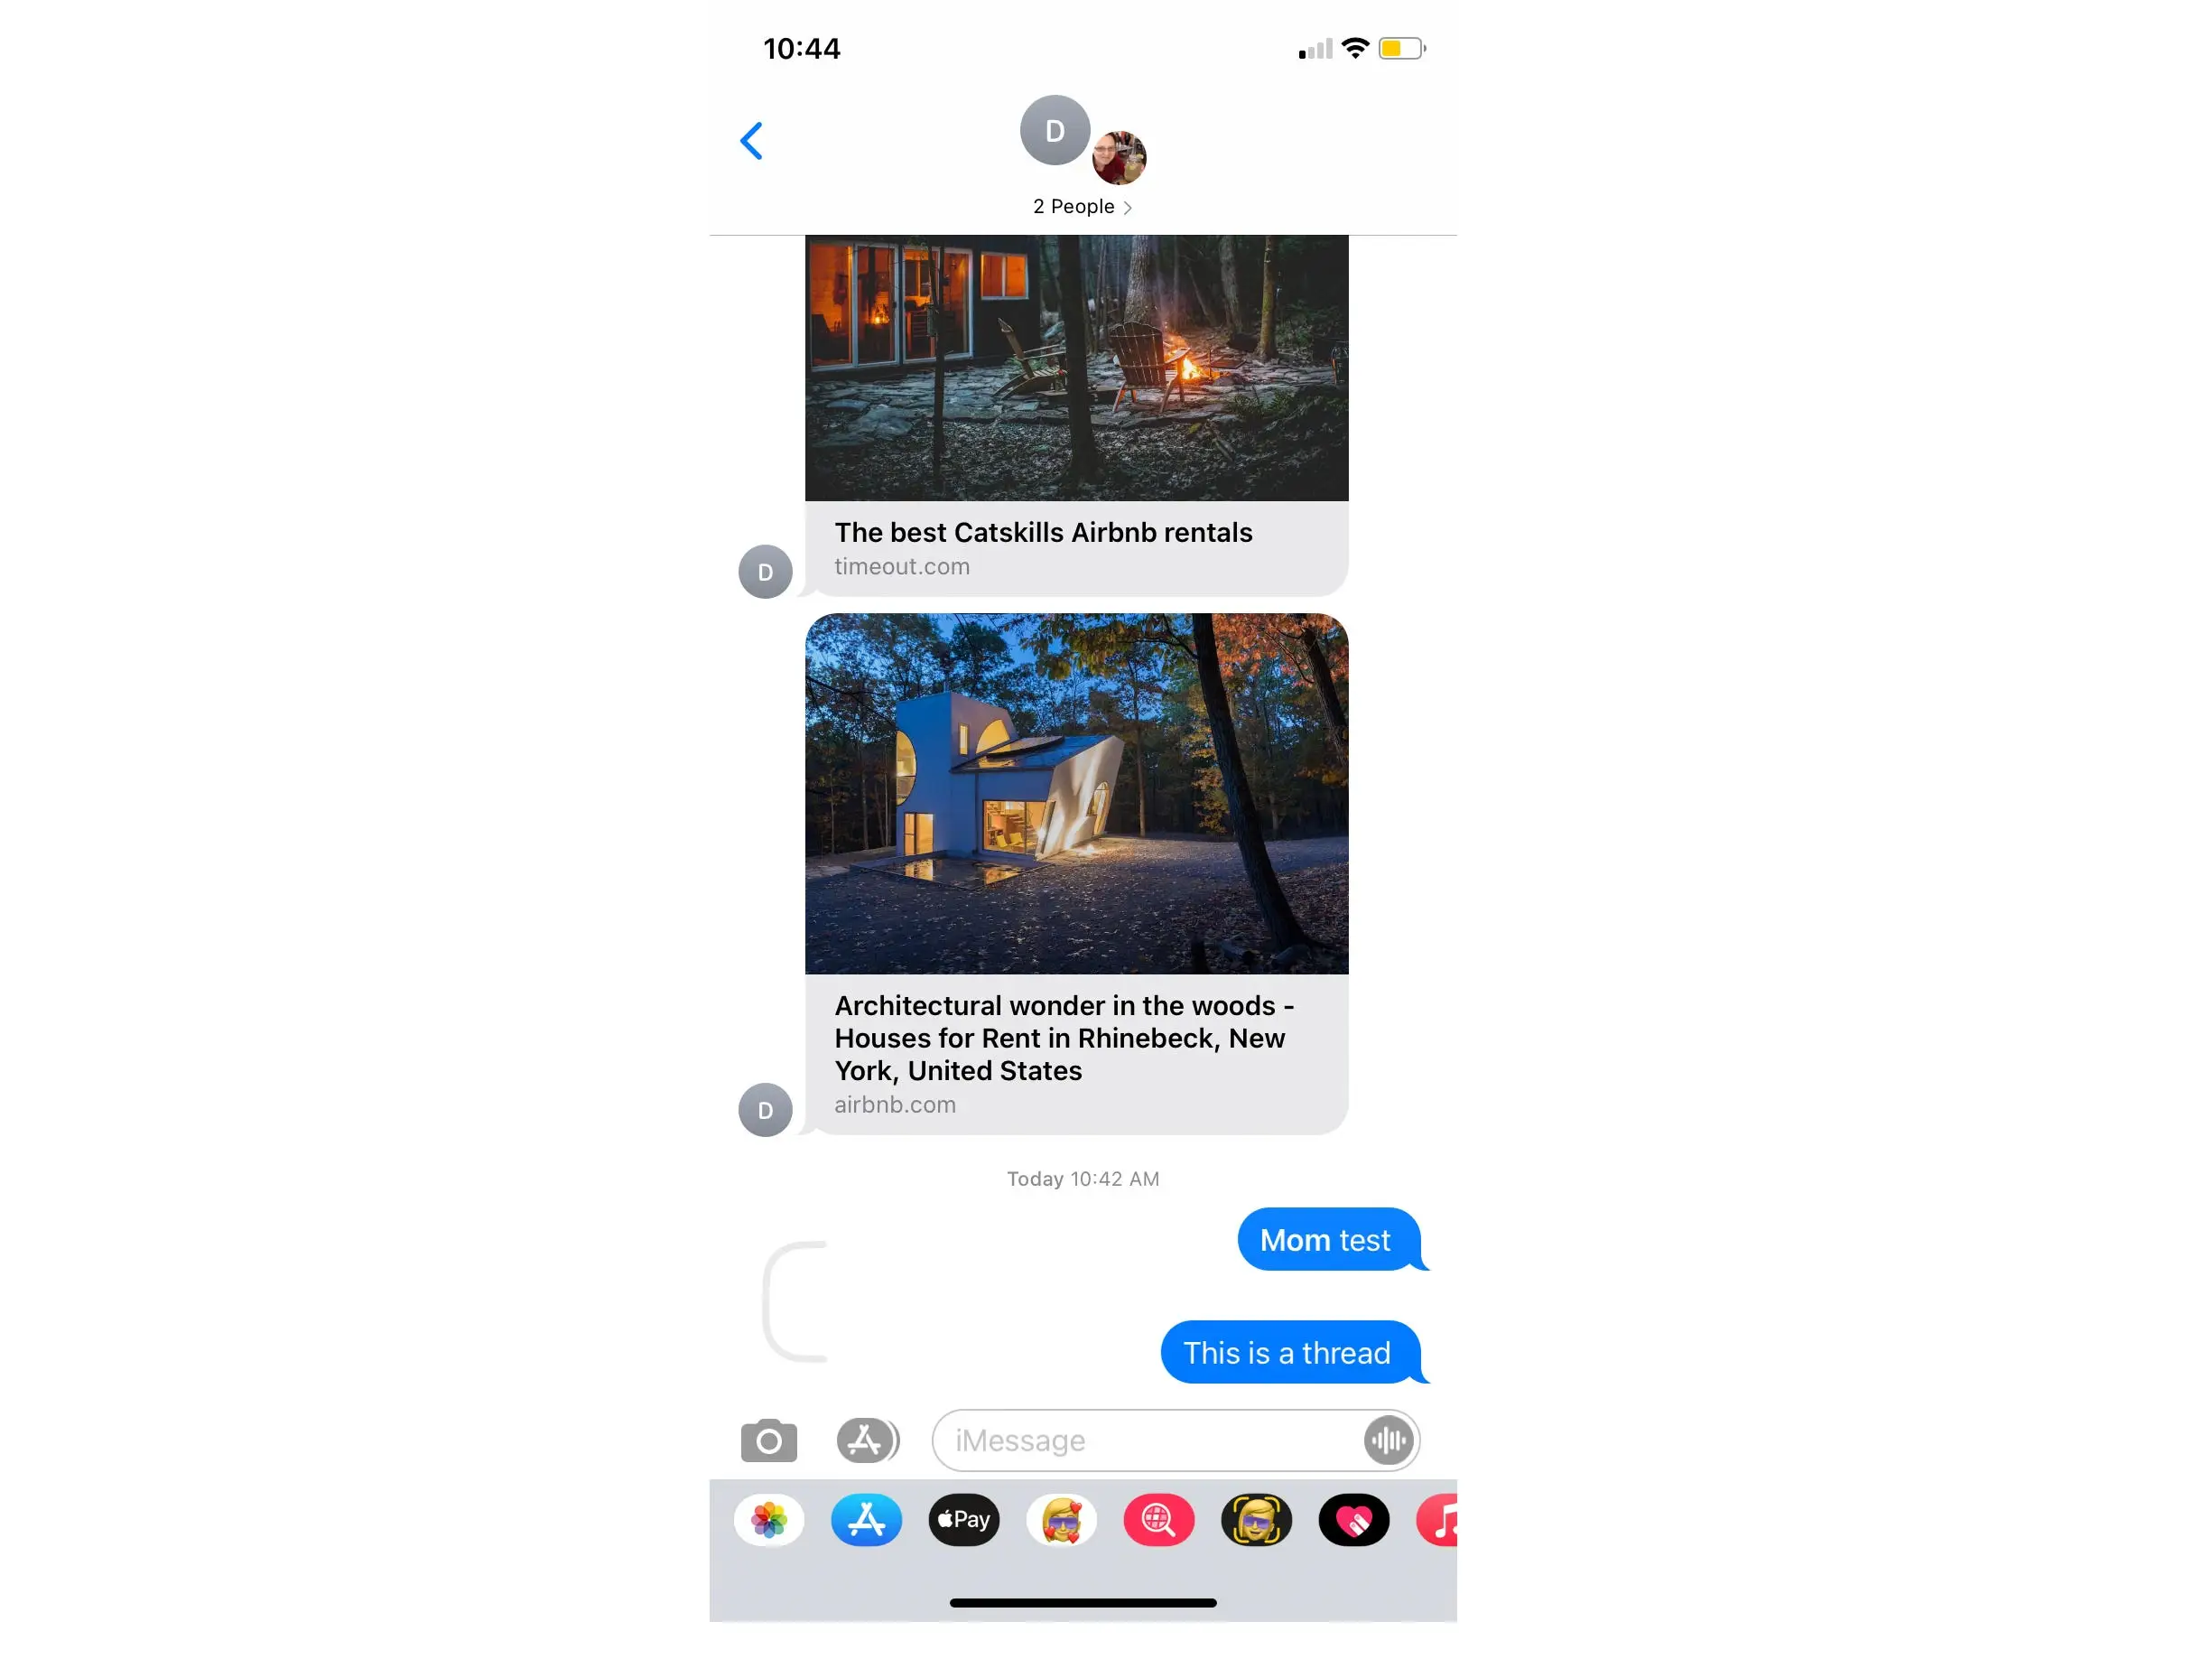 10:44
D
2 People
The best Catskills Airbnb rentals
timeout.com
D
Architectural wonder in the woods -
Houses for Rent in Rhinebeck, New
York, United States
airbnb.com
D
Today 10:42 AM
Mom test
This is a thread
iMessage
Pay